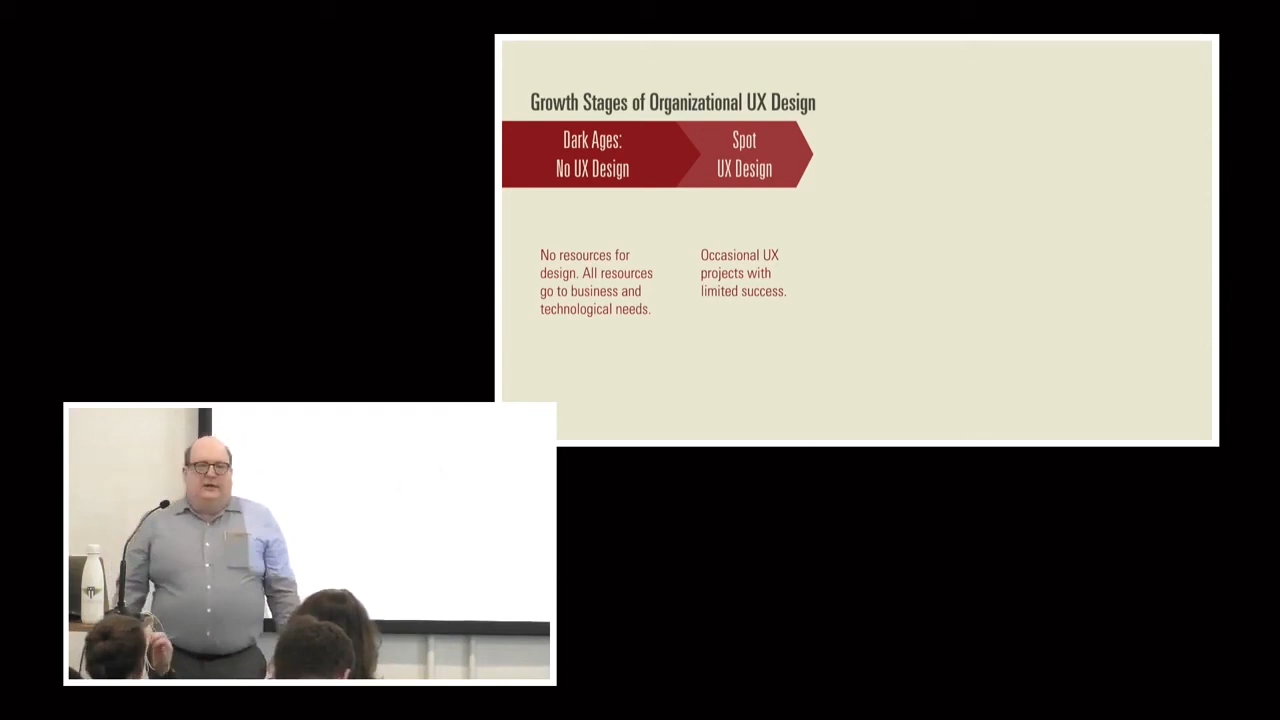 Growth Stages of Organizational UX Design
Dark Ages:
No UX Design
Spot
UX Design
No resources for
design. All resources
go to business and
technological needs.
Occasional UX
projects with
limited success.